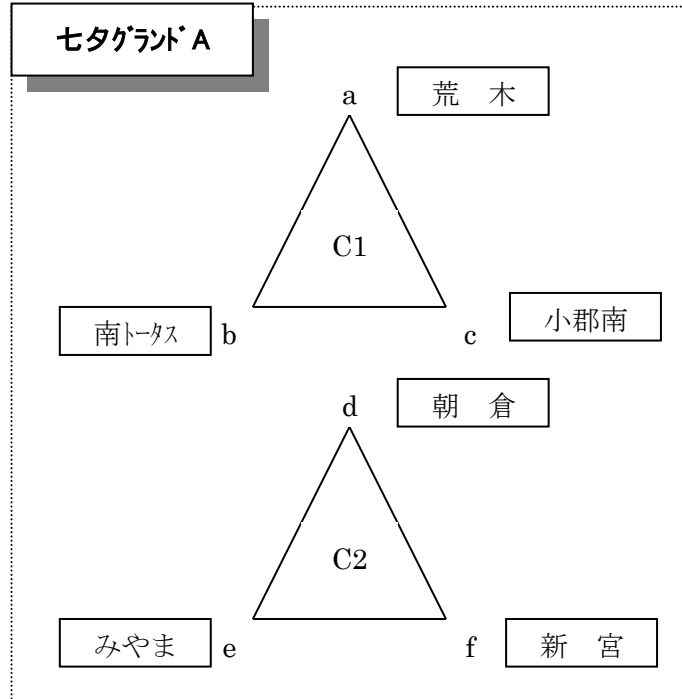 七夕ｸﾞﾗﾝﾄﾞA
a 荒　木
C1
南ﾄｰﾀｽ b c 小郡南
d 朝　倉
C2
みやま e f 新　宮